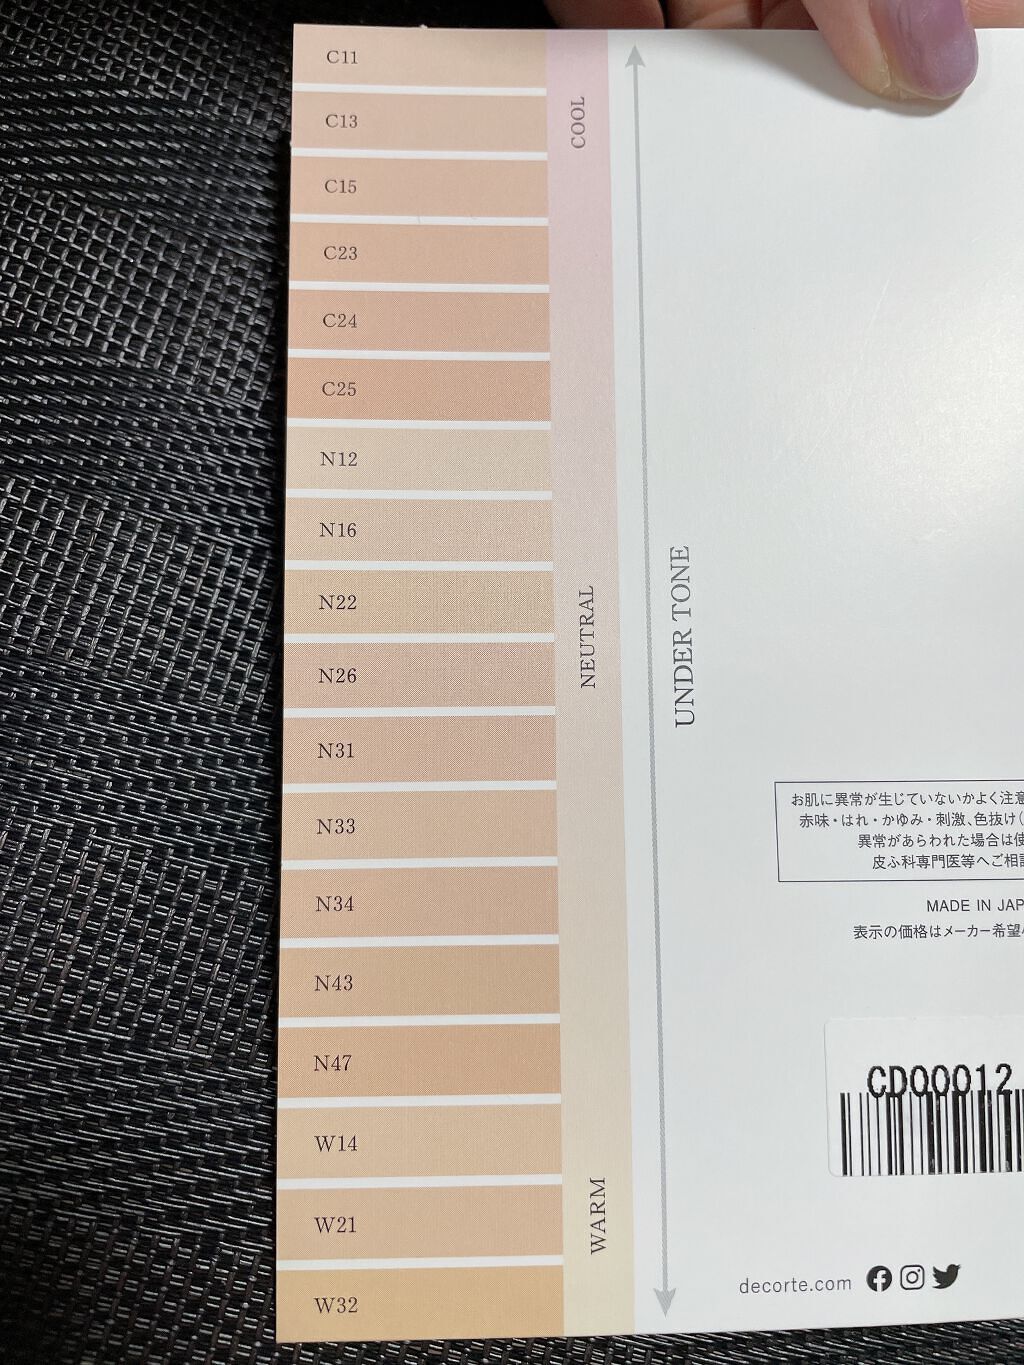 C11
C13
C15
C23
C24
C25
N12
N16
N22
N26
N31
N33
N34
N43
N47
W14
W21
W32
COOL
NEUTRAL
WARM
UNDER TONE
お肌に異常が生じていないかよく注意
赤味・はれ・かゆみ・刺激、色抜け(
異常があらわれた場合は使
皮ふ科専門医等へご相談
MADE IN JAP
表示の価格はメーカー希望
CD00012
decorte.com